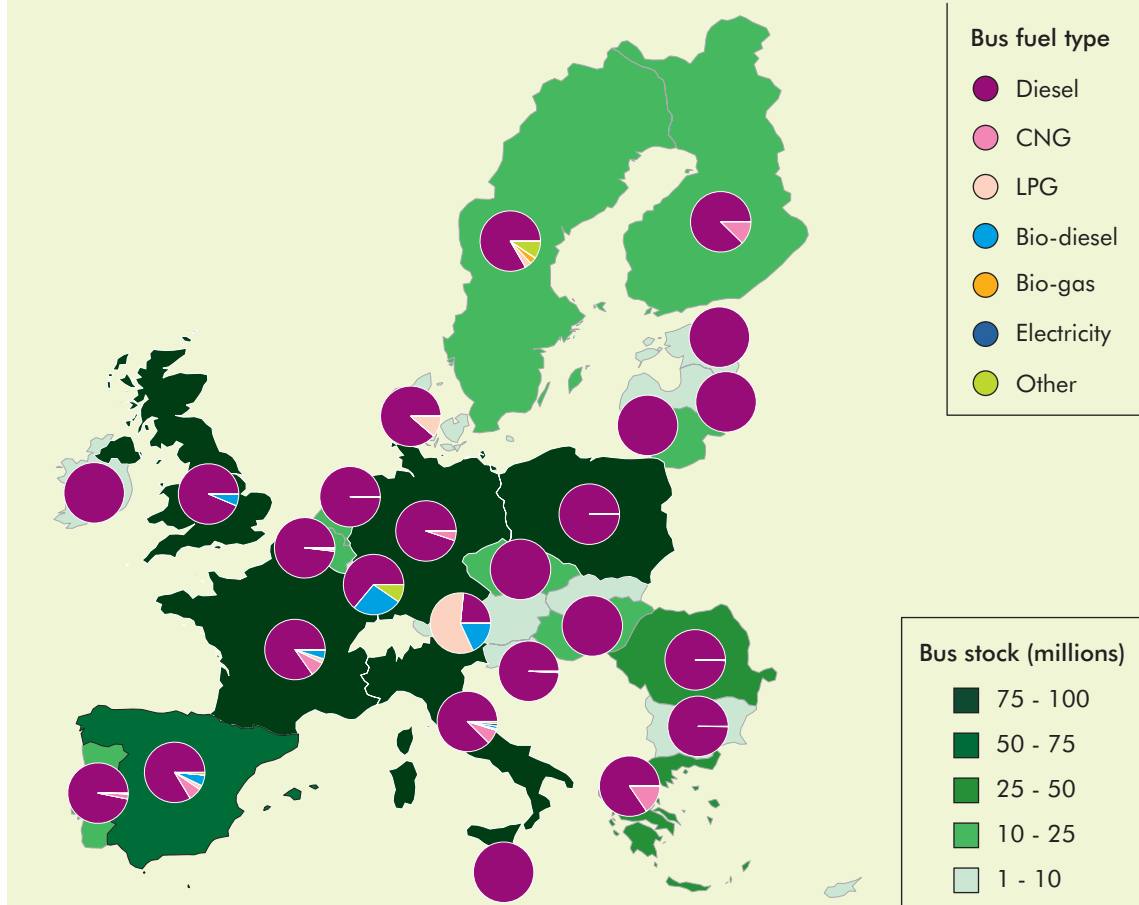 Bus fuel type
Diesel
CNG
LPG
Bio-diesel
Bio-gas
Electricity
Other
Bus stock (millions)
75 - 100
50 - 75
25 - 50
10 - 25
1 - 10